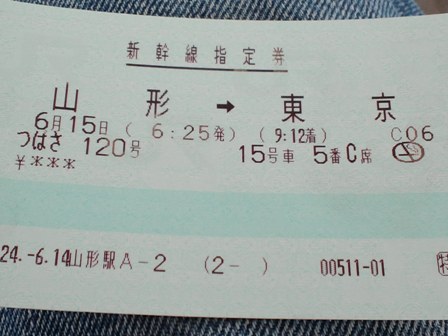 新幹線指定券
山形 → 東京
6月15日 ( 6:25発) ( 9:12着) C06
つばさ 120号 15号車 5番C席
¥***
24.-6.14山形駅A-2 (2- ) 00511-01